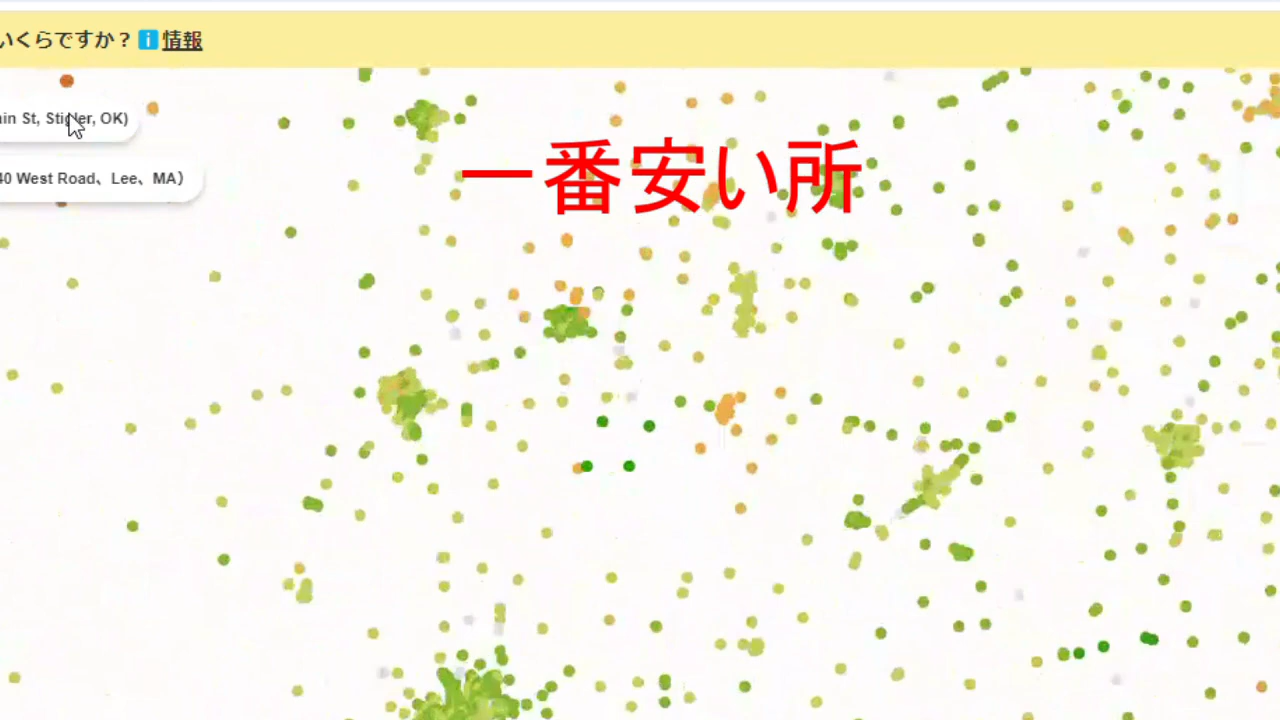 いくらですか？ℹ️情報
ain St, Stigler, OK)
一番安い所
40 West Road、Lee、MA）